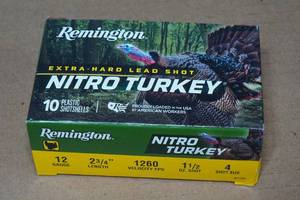 Remington
EXTRA-HARD LEAD SHOT
NITRO TURKEY
10 PLASTIC SHOTSHELLS
PROUDLY LOADED IN THE USA
BY AMERICAN WORKERS
Remington
NITRO TURKEY
12 GAUGE
2 3/4" LENGTH
1260 VELOCITY FPS
1 1/2 OZ. SHOT
4 SHOT SIZE